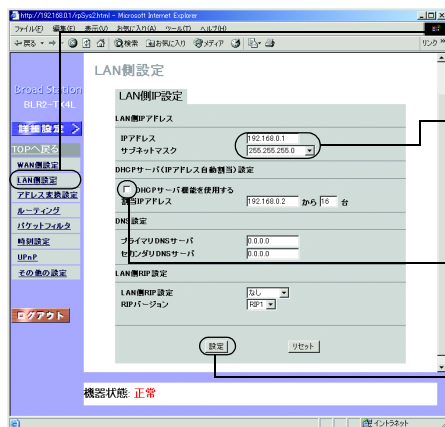 http://192.168.0.1/rpSys2.html - Microsoft Internet Explorer
ファイル(F) 編集(E) 表示(V) お気に入り(A) ツール(T) ヘルプ(H)
戻る 検索 お気に入り メディア リンク
LAN側設定
Broad Station
BLR2-TX4L
詳細設定 >
TOPへ戻る
WAN側設定
LAN側設定
アドレス変換設定
ルーティング
パケットフィルタ
時刻設定
UPnP
その他の設定
ログアウト
LAN側IP設定
LAN側IPアドレス
IPアドレス 192.168.0.1
サブネットマスク 255.255.255.0
DHCPサーバ(IPアドレス自動割当)設定
DHCPサーバ機能を使用する
割当IPアドレス 192.168.0.2 から 16 台
DNS設定
プライマリDNSサーバ 0.0.0.0
セカンダリDNSサーバ 0.0.0.0
LAN側RIP設定
LAN側RIP設定 なし
RIPバージョン RIP1
設定 リセット
機器状態: 正常
イントラネット